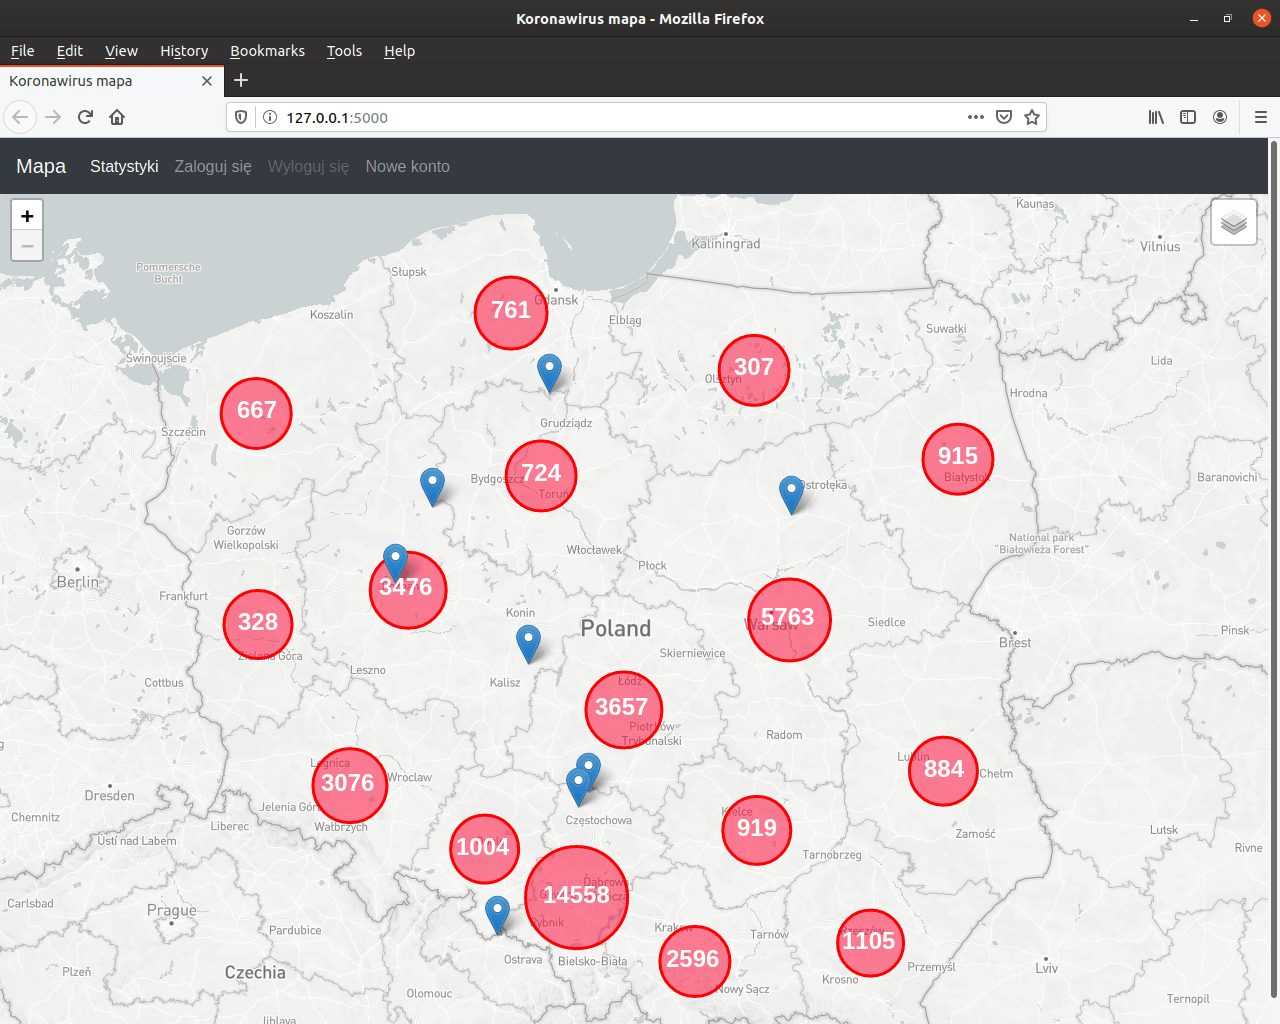 Koronawirus mapa - Mozilla Firefox
File Edit View History Bookmarks Tools Help
Koronawirus mapa
127.0.0.1:5000
Mapa Statystyki Zaloguj się Wyloguj się Nowe konto
+
−
Kaunas
Kaliningrad
Vilnius
Pommersche
Bucht
Słupsk
Gdansk
761
Koszalin
Elbląg
Suwałki
Świnoujście
Lida
307
Olsztyn
Hrodna
667
Grudziądz
Szczecin
915
Białystok
724
Bydgoszcz
Toruń
Ostrołęka
Baranovichi
Gorzów
Wielkopolski
National park
"Białowieża Forest"
Włocławek
Płock
Berlin
3476
Frankfurt
Konin
5763
Warsaw
328
Poland
Siedlce
Pinsk
Brest
Zielona Góra
Skierniewice
Leszno
Kalisz
Cottbus
Łódź
3657
Piotrków
Trybunalski
Radom
Lublin
884
Chełm
Legnica
3076
Wrocław
Dresden
Jelenia Góra
Chemnitz
Liberec
Wałbrzych
Częstochowa
Kielce
919
Lutsk
Zamość
Ústí nad Labem
1004
Rivne
Tarnobrzeg
14558
Carlsbad
Prague
Rybnik
Pardubice
Krakow
Tarnów
Rzeszów
1105
Ostrava
Bielsko-Biała
2596
Przemyśl
Lviv
Plzeň
Czechia
Krosno
Nowy Sącz
Olomouc
Ternopil
Jihlava